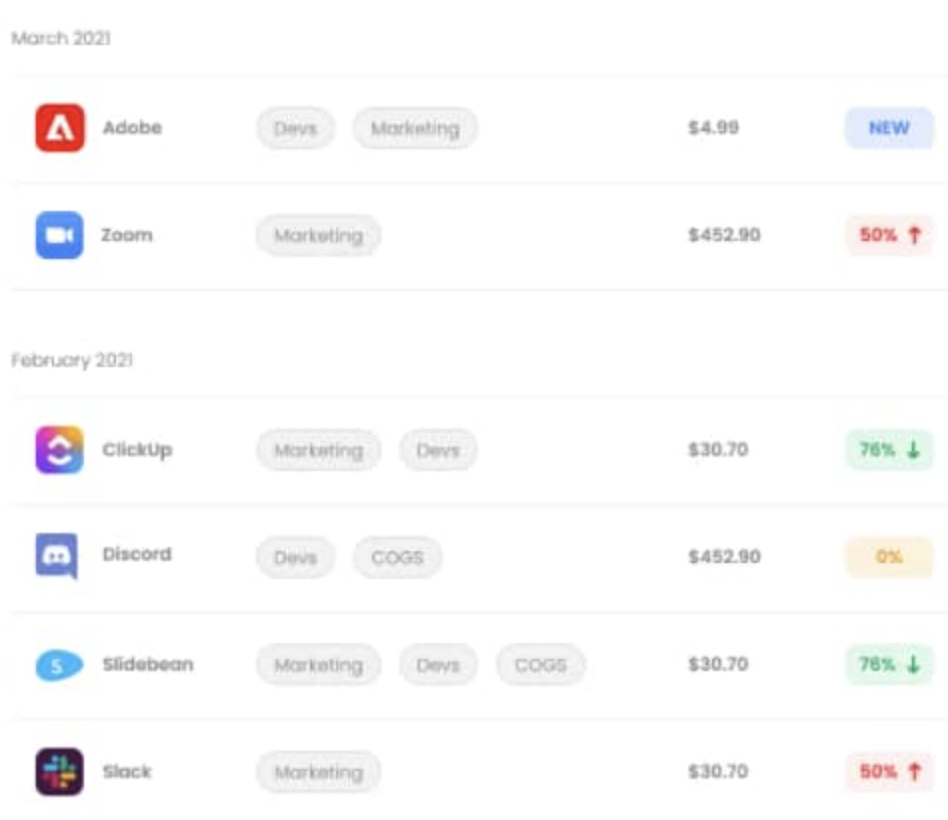 March 2021
Adobe Devs Marketing $4.99 NEW
Zoom Marketing $452.90 50% ↑
February 2021
ClickUp Marketing Devs $30.70 76% ↓
Discord Devs COGS $452.90 0%
S Slidebean Marketing Devs COGS $30.70 76% ↓
Slack Marketing $30.70 50% ↑